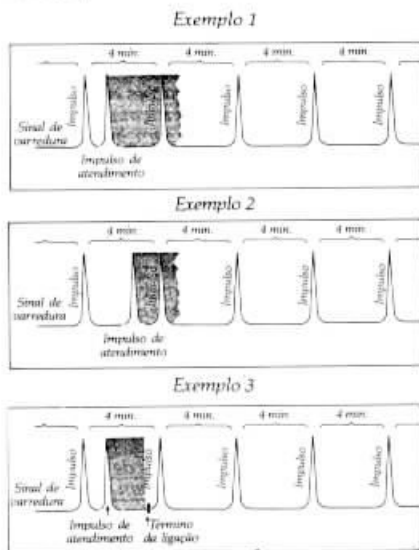 Exemplo 1
4 min. 4 min. 4 min. 4 min.
Impulso Impulso Impulso Impulso Impulso
Sinal de
varredura
Impulso de
atendimento
Exemplo 2
4 min. 4 min. 4 min. 4 min.
Impulso Impulso Impulso Impulso Impulso
Sinal de
varredura
Impulso de
atendimento
Exemplo 3
4 min. 4 min. 4 min. 4 min.
Impulso Impulso Impulso Impulso Impulso
Sinal de
varredura
Impulso de
atendimento
Término
da ligação